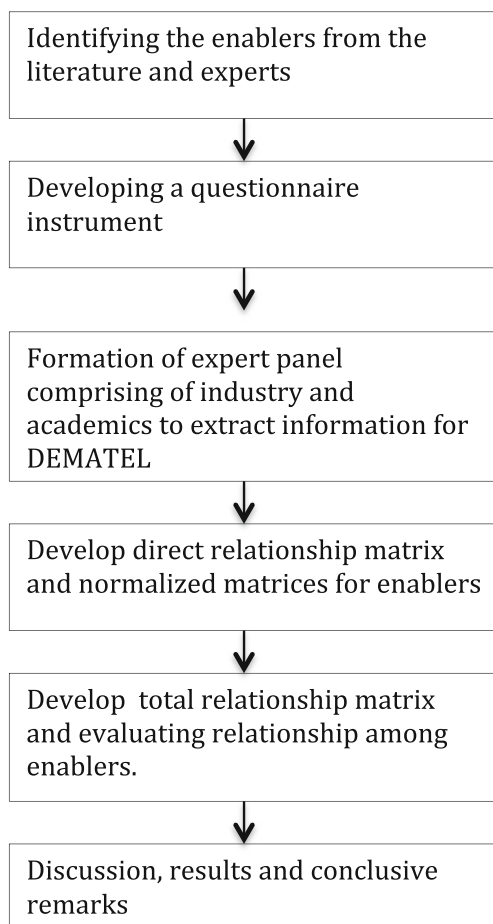 Identifying the enablers from the
literature and experts
Developing a questionnaire
instrument
Formation of expert panel
comprising of industry and
academics to extract information for
DEMATEL
Develop direct relationship matrix
and normalized matrices for enablers
Develop  total relationship matrix
and evaluating relationship among
enablers.
Discussion, results and conclusive
remarks